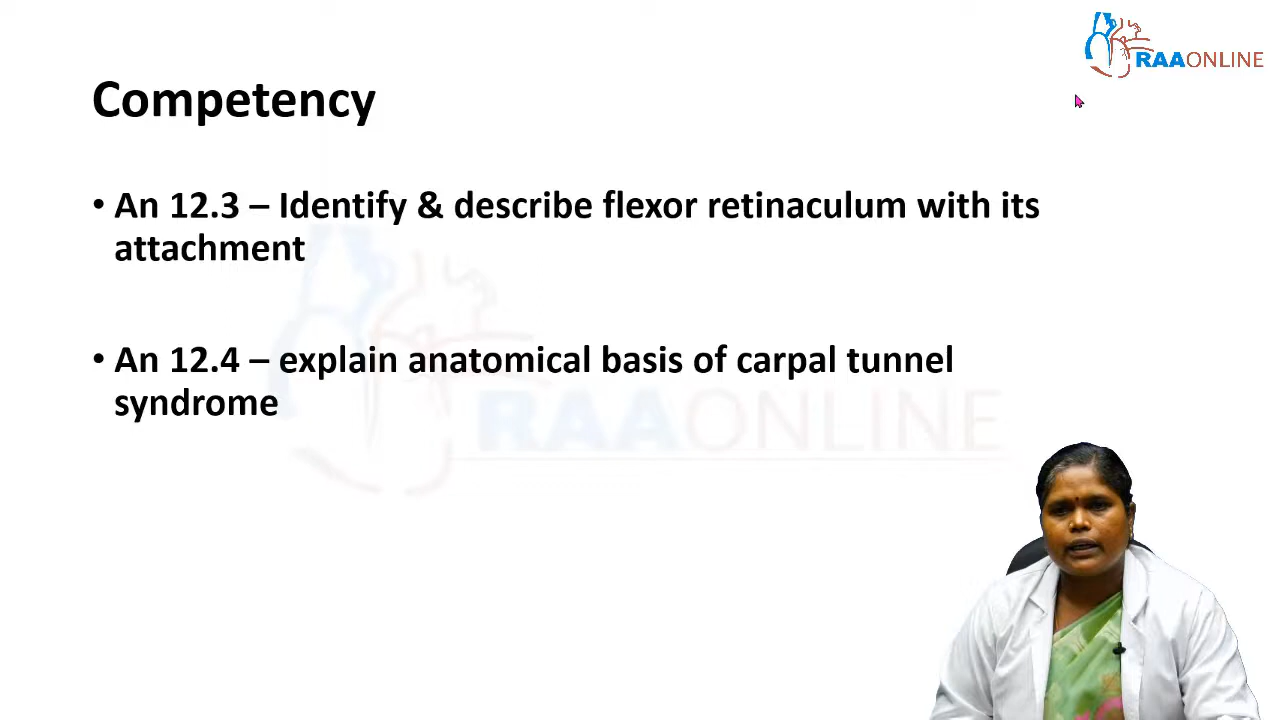 RAAONLINE
Competency
• An 12.3 – Identify & describe flexor retinaculum with its
attachment
• An 12.4 – explain anatomical basis of carpal tunnel
syndrome
RAAONLINE